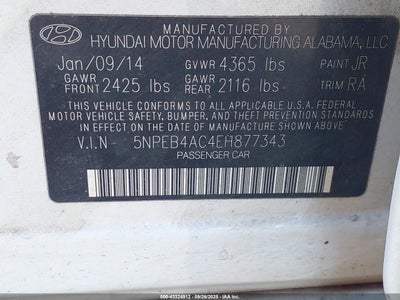 BY
HYUNDAI MOTOR MANUFACTURING ALABAMA, LLC
Jan/09/14 GVWR 4365 lbs PAINT JR
GAWR FRONT 2425 lbs GAWR REAR 2116 lbs TRIM RA
THIS VEHICLE CONFORMS TO ALL APPLICABLE U.S.A FEDERAL
MOTOR VEHICLE SAFETY, BUMPER, AND THEFT PREVENTION
STANDARDS IN EFFECT ON THE DATE OF MANUFACTURE SHOWN ABOVE.
V.I.N - 5NPEB4AC4EH877343
PASSENGER CAR